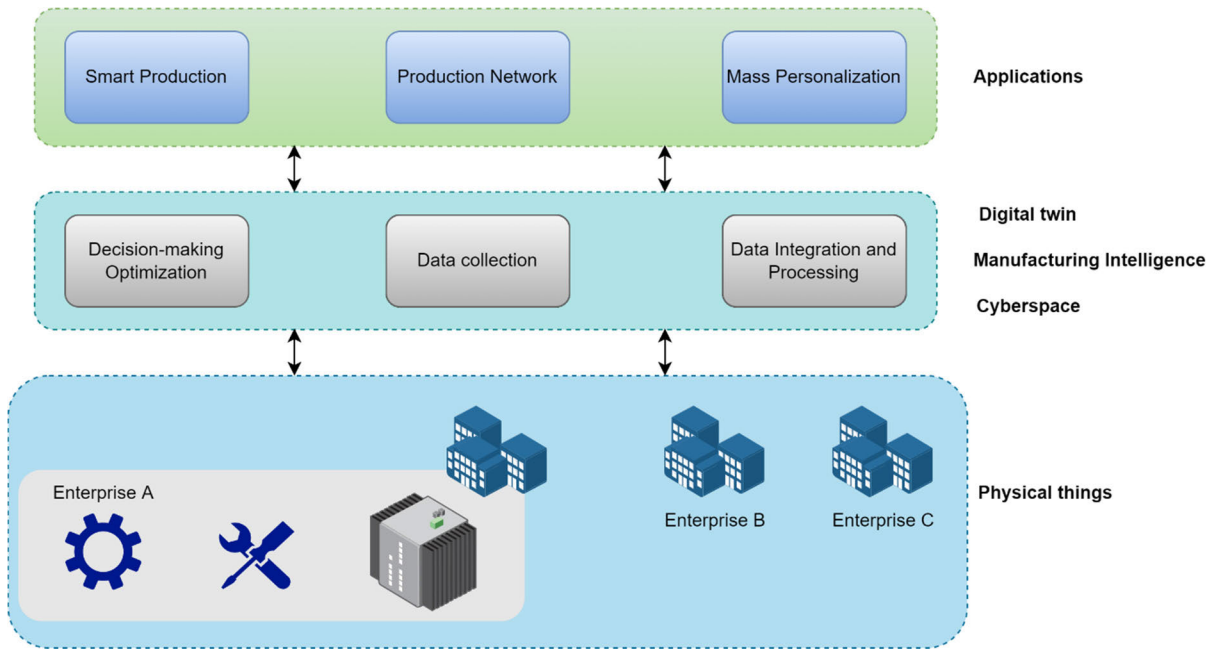 Smart Production
Production Network
Mass Personalization
Applications
Decision-making
Optimization
Data collection
Data Integration and
Processing
Digital twin
Manufacturing Intelligence
Cyberspace
Enterprise A
Enterprise B
Enterprise C
Physical things